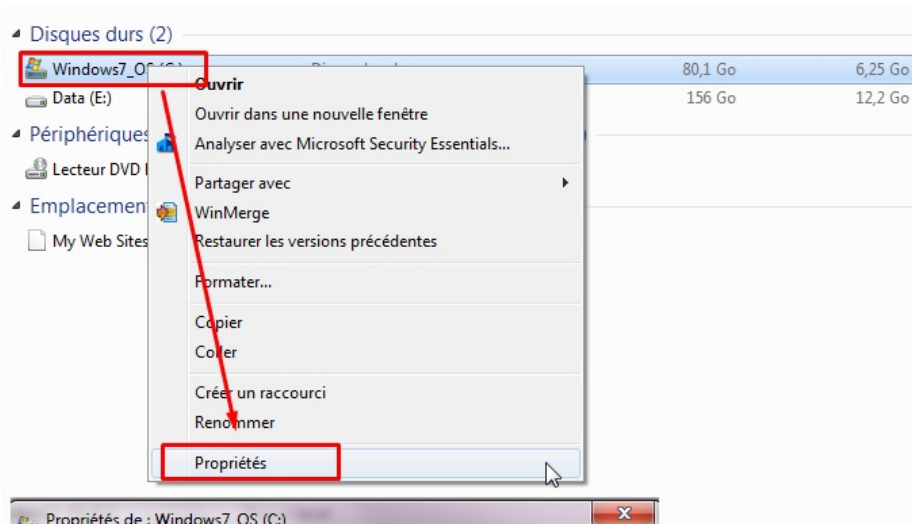 Disques durs (2)
Windows7_OS (C:) 80,1 Go 6,25 Go
Ouvrir
Data (E:) 156 Go 12,2 Go
Ouvrir dans une nouvelle fenêtre
Périphériques
Analyser avec Microsoft Security Essentials...
Lecteur DVD
Partager avec
Emplacemen
WinMerge
My Web Sites
Restaurer les versions précédentes
Formater...
Copier
Coller
Créer un raccourci
Renommer
Propriétés
Propriétés de : Windows7_OS (C:)